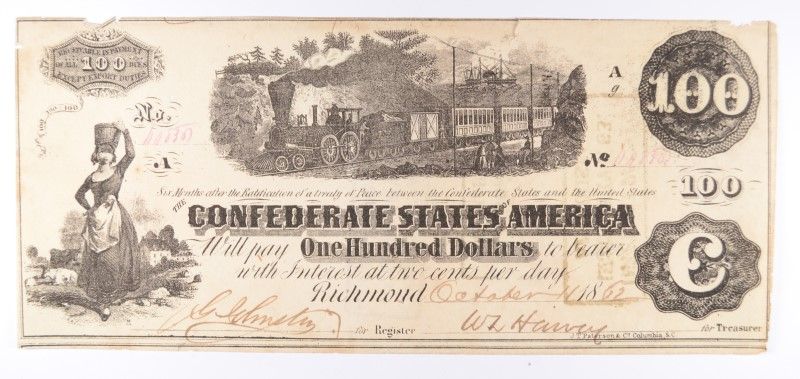 RECEIVABLE IN PAYMENT
OF ALL 100 DUES
EXCEPT EXPORT DUTIES
100
A
9
No.
A
No
Six Months after the Ratification of a treaty of Peace between the Confederate States and the United States
100
THE CONFEDERATE STATES OF AMERICA
Will pay One Hundred Dollars to bearer
with Interest at two cents per day
C
Richmond October 1862
for Register
for Treasurer
J.T. Paterson & Co. Columbia, S.C.